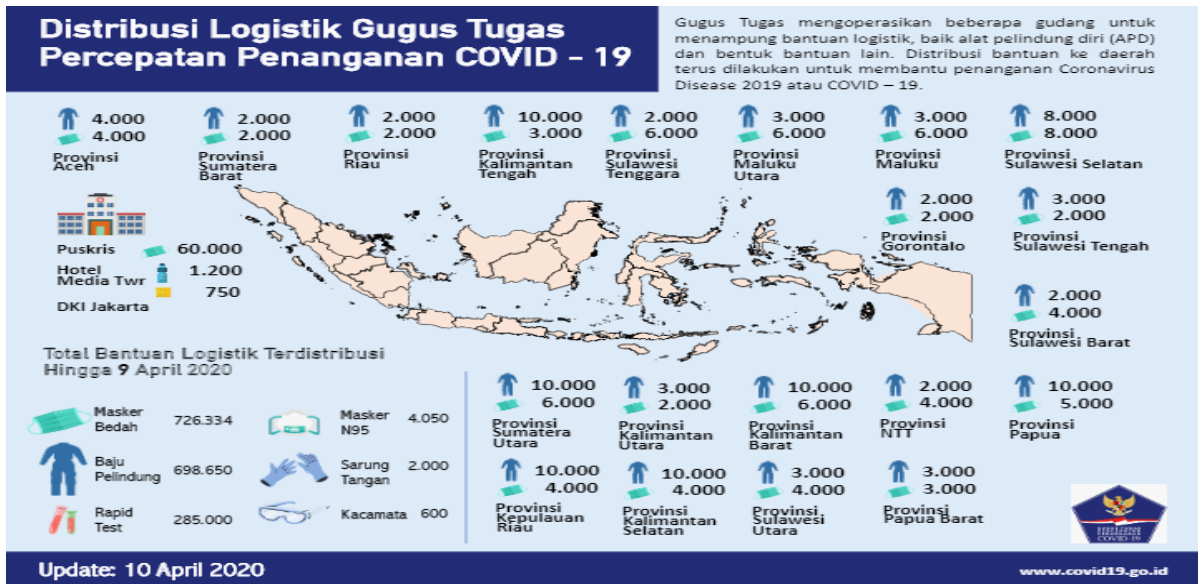 Distribusi Logistik Gugus Tugas
Percepatan Penanganan COVID – 19
Gugus Tugas mengoperasikan beberapa gudang untuk
menampung bantuan logistik, baik alat pelindung diri (APD)
dan bentuk bantuan lain. Distribusi bantuan ke daerah
terus dilakukan untuk membantu penanganan Coronavirus
Disease 2019 atau COVID – 19.
4.000
4.000
Provinsi
Aceh
2.000
2.000
Provinsi
Sumatera
Barat
2.000
2.000
Provinsi
Riau
10.000
3.000
Provinsi
Kalimantan
Tengah
2.000
6.000
Provinsi
Sulawesi
Tenggara
3.000
6.000
Provinsi
Maluku
Utara
3.000
6.000
Provinsi
Maluku
8.000
8.000
Provinsi
Sulawesi Selatan
2.000
2.000
Provinsi
Gorontalo
3.000
2.000
Provinsi
Sulawesi Tengah
Puskris 60.000
Hotel
Media Twr 1.200
750
DKI Jakarta
2.000
4.000
Provinsi
Sulawesi Barat
Total Bantuan Logistik Terdistribusi
Hingga 9 April 2020
Masker
Bedah 726.334
Masker
N95 4.050
Baju
Pelindung 698.650
Sarung
Tangan 2.000
Rapid
Test 285.000
Kacamata 600
10.000
6.000
Provinsi
Sumatera
Utara
3.000
2.000
Provinsi
Kalimantan
Utara
10.000
6.000
Provinsi
Kalimantan
Barat
2.000
4.000
Provinsi
NTT
10.000
5.000
Provinsi
Papua
10.000
4.000
Provinsi
Kepulauan
Riau
10.000
4.000
Provinsi
Kalimantan
Selatan
3.000
4.000
Provinsi
Sulawesi
Utara
3.000
3.000
Provinsi
Papua Barat
COVID-19
Update: 10 April 2020
www.covid19.go.id